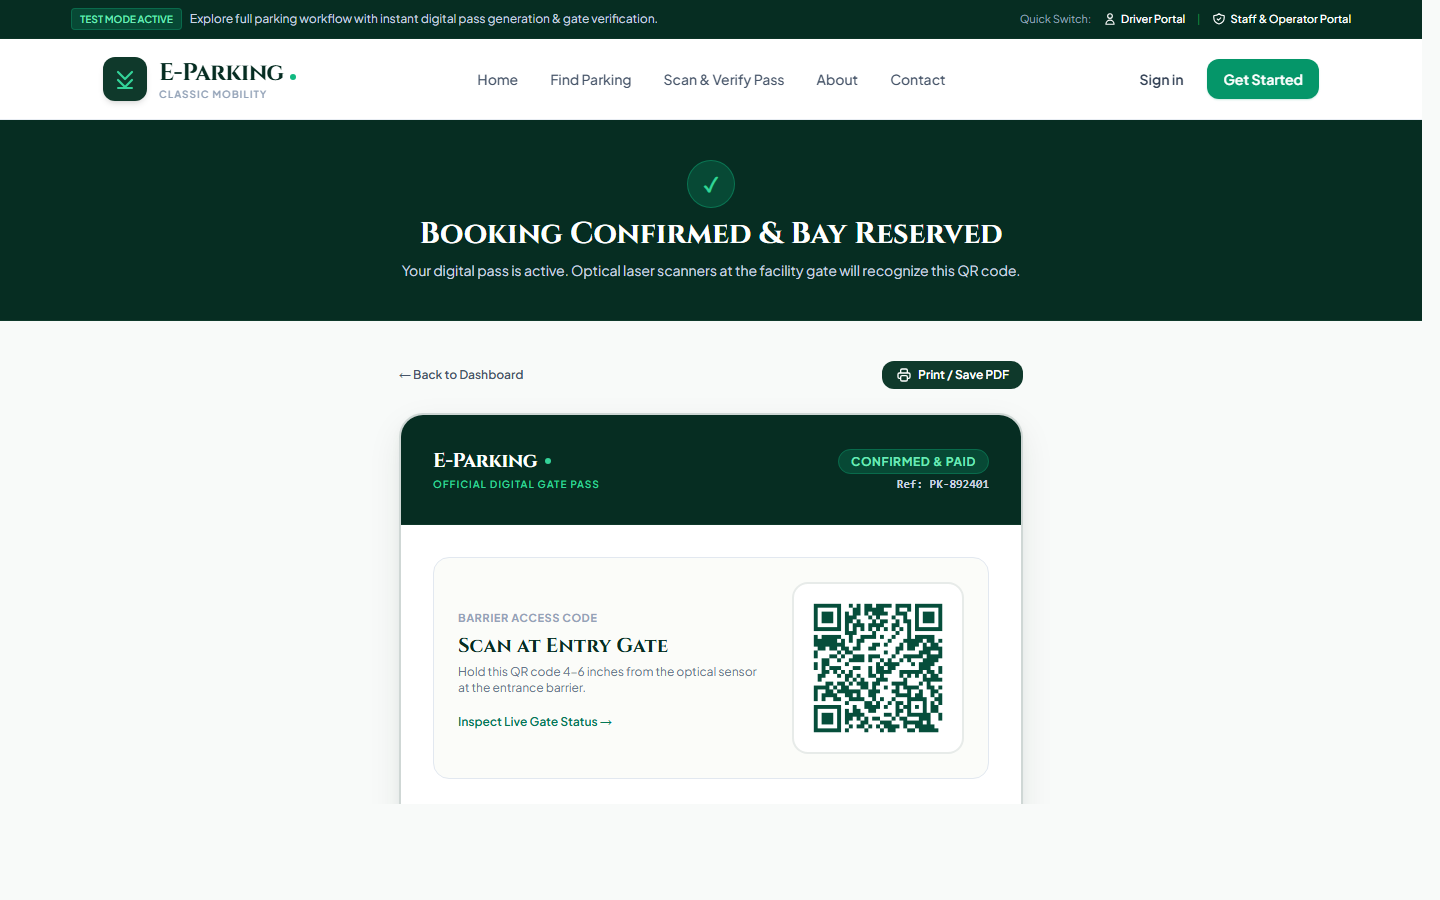 TEST MODE ACTIVE Explore full parking workflow with instant digital pass generation & gate verification. Quick Switch: Driver Portal | Staff & Operator Portal
E-Parking
CLASSIC MOBILITY
Home Find Parking Scan & Verify Pass About Contact Sign in Get Started
Booking Confirmed & Bay Reserved
Your digital pass is active. Optical laser scanners at the facility gate will recognize this QR code.
← Back to Dashboard Print / Save PDF
E-Parking CONFIRMED & PAID
OFFICIAL DIGITAL GATE PASS Ref: PK-892401
BARRIER ACCESS CODE
Scan at Entry Gate
Hold this QR code 4–6 inches from the optical sensor
at the entrance barrier.
Inspect Live Gate Status →